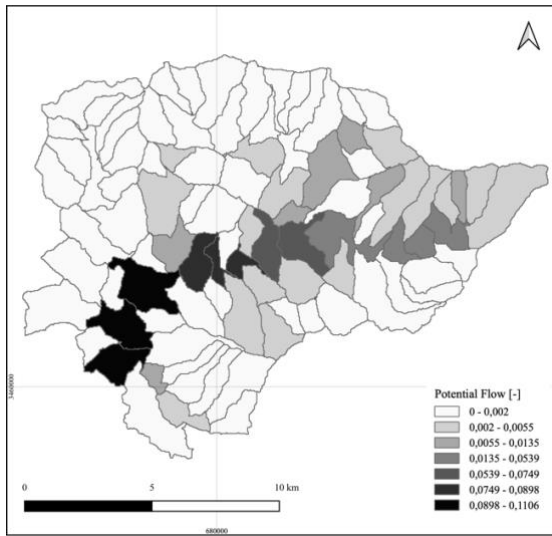 3460000
Potential Flow [-]
0 - 0,002
0,002 - 0,0055
0,0055 - 0,0135
0,0135 - 0,0539
0,0539 - 0,0749
0,0749 - 0,0898
0,0898 - 0,1106
0 5 10 km
680000